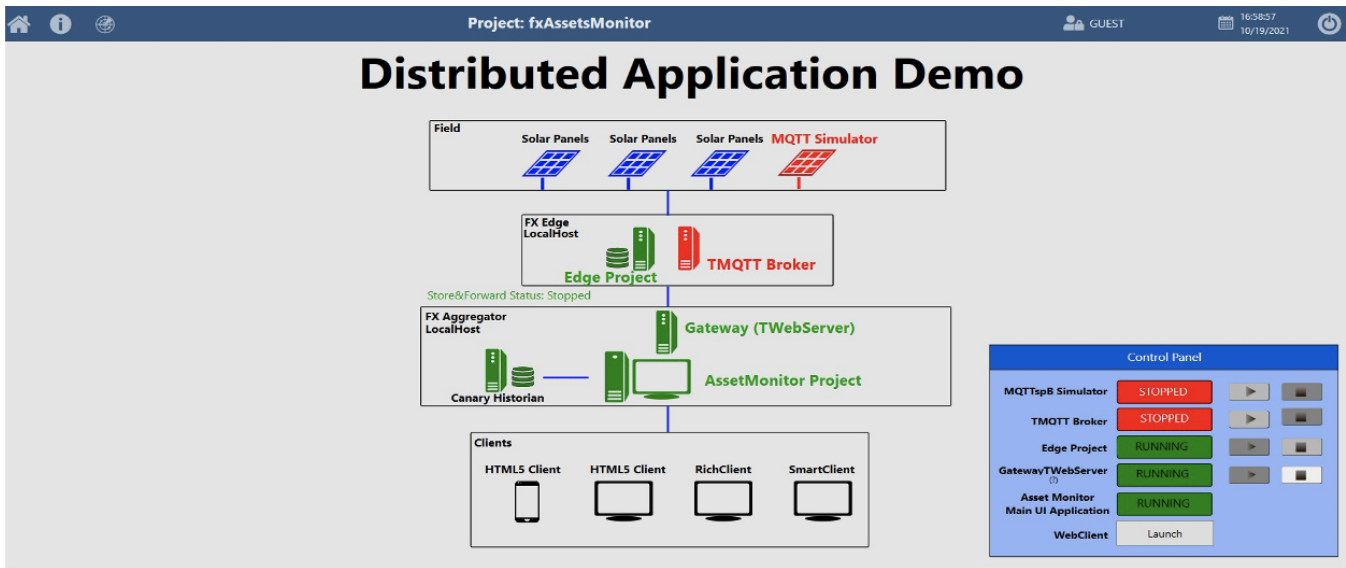 Project: fxAssetsMonitor
GUEST
16:58:57
10/19/2021
Distributed Application Demo
Field
Solar Panels
Solar Panels
Solar Panels
MQTT Simulator
FX Edge
LocalHost
Edge Project
TMQTT Broker
Store&Forward Status: Stopped
FX Aggregator
LocalHost
Gateway (TWebServer)
Canary Historian
AssetMonitor Project
Clients
HTML5 Client
HTML5 Client
RichClient
SmartClient
Control Panel
MQTTspB Simulator
STOPPED
TMQTT Broker
STOPPED
Edge Project
RUNNING
GatewayTWebServer
RUNNING
Asset Monitor
Main UI Application
RUNNING
WebClient
Launch